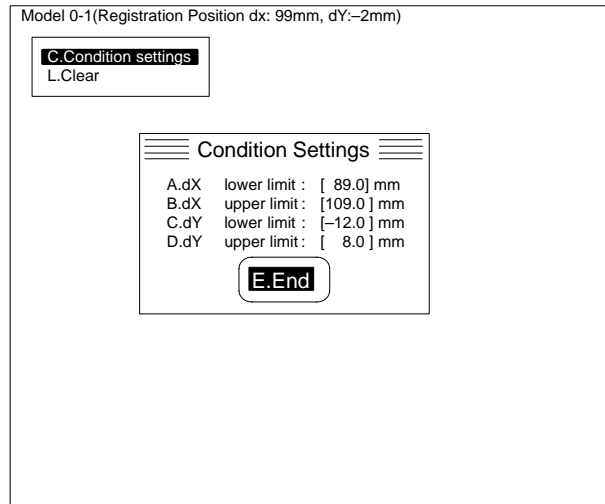 Model 0-1(Registration Position dx: 99mm, dY:–2mm)
C.Condition settings
L.Clear
Condition Settings
A.dX lower limit : [ 89.0] mm
B.dX upper limit : [109.0 ] mm
C.dY lower limit : [–12.0 ] mm
D.dY upper limit : [ 8.0 ] mm
E.End